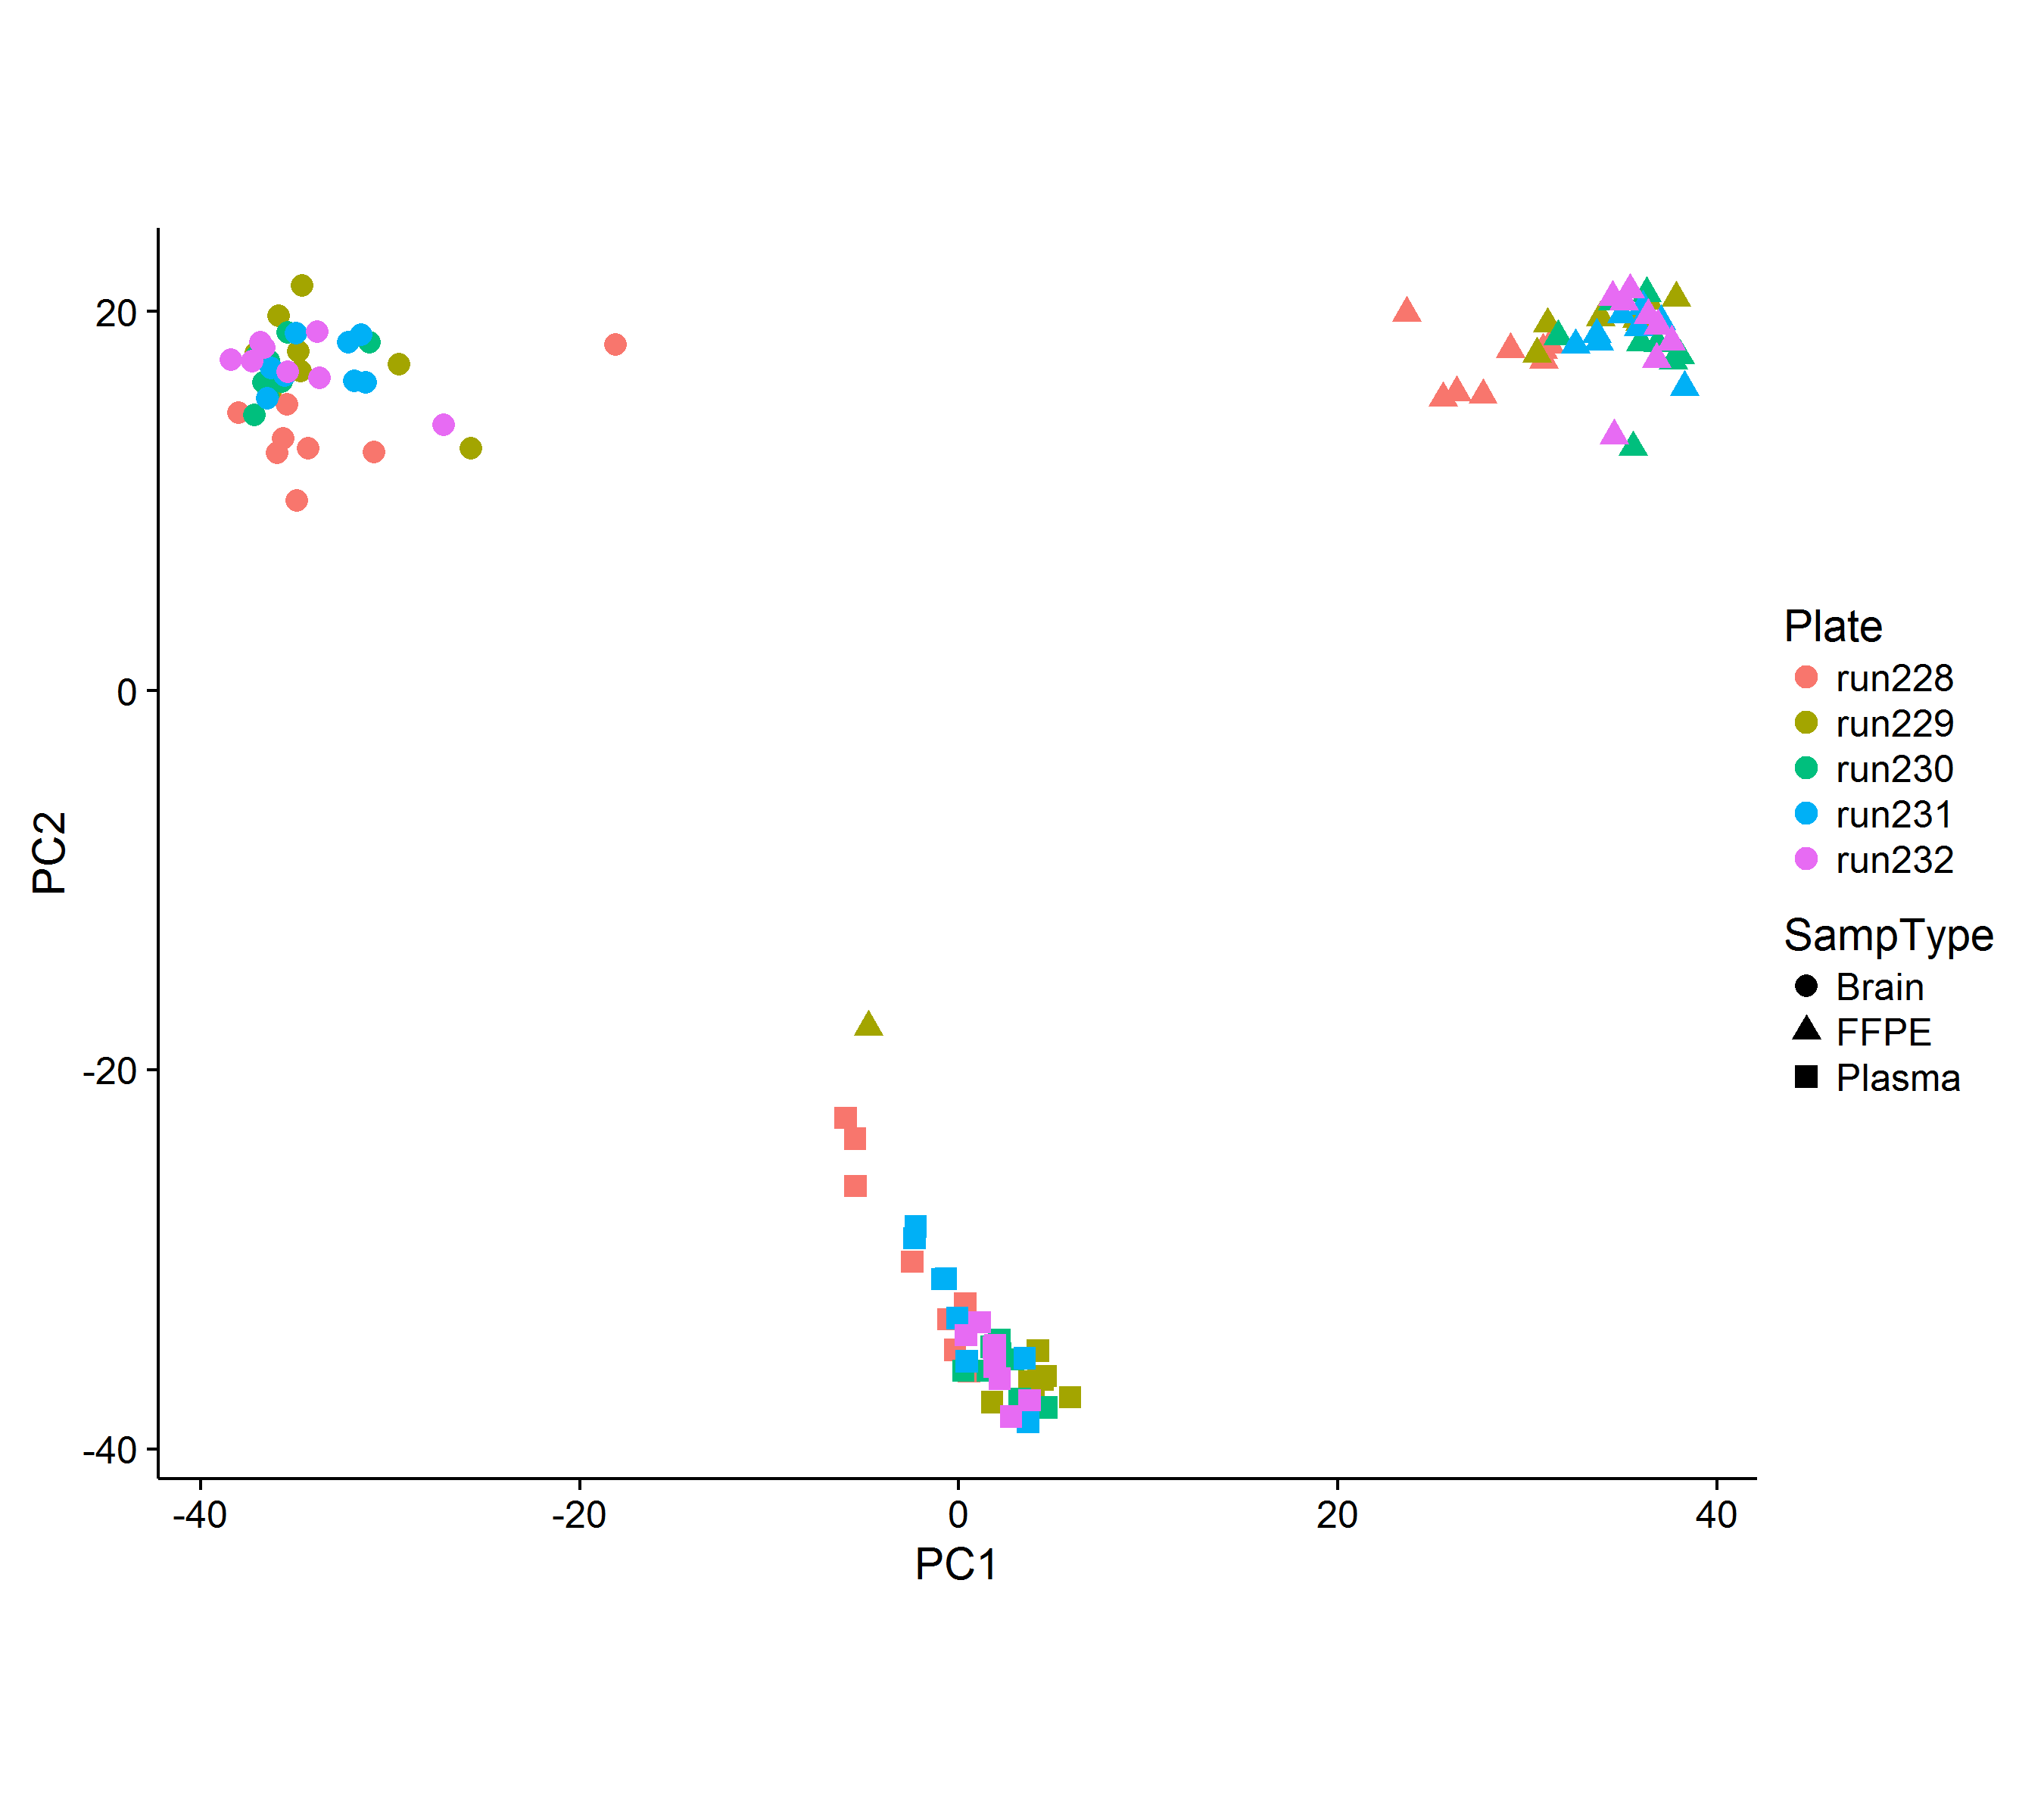 20
0
-20
-40
PC2
-40
-20
0
20
40
PC1
Plate
run228
run229
run230
run231
run232
SampType
Brain
FFPE
Plasma